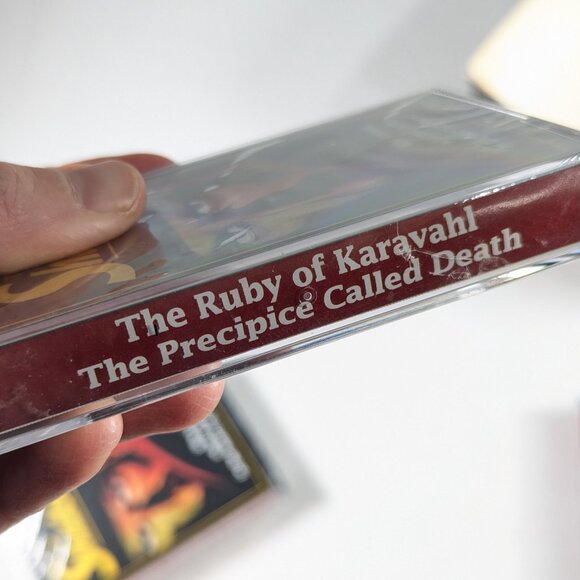 The Ruby of Karavahl
The Precipice Called Death